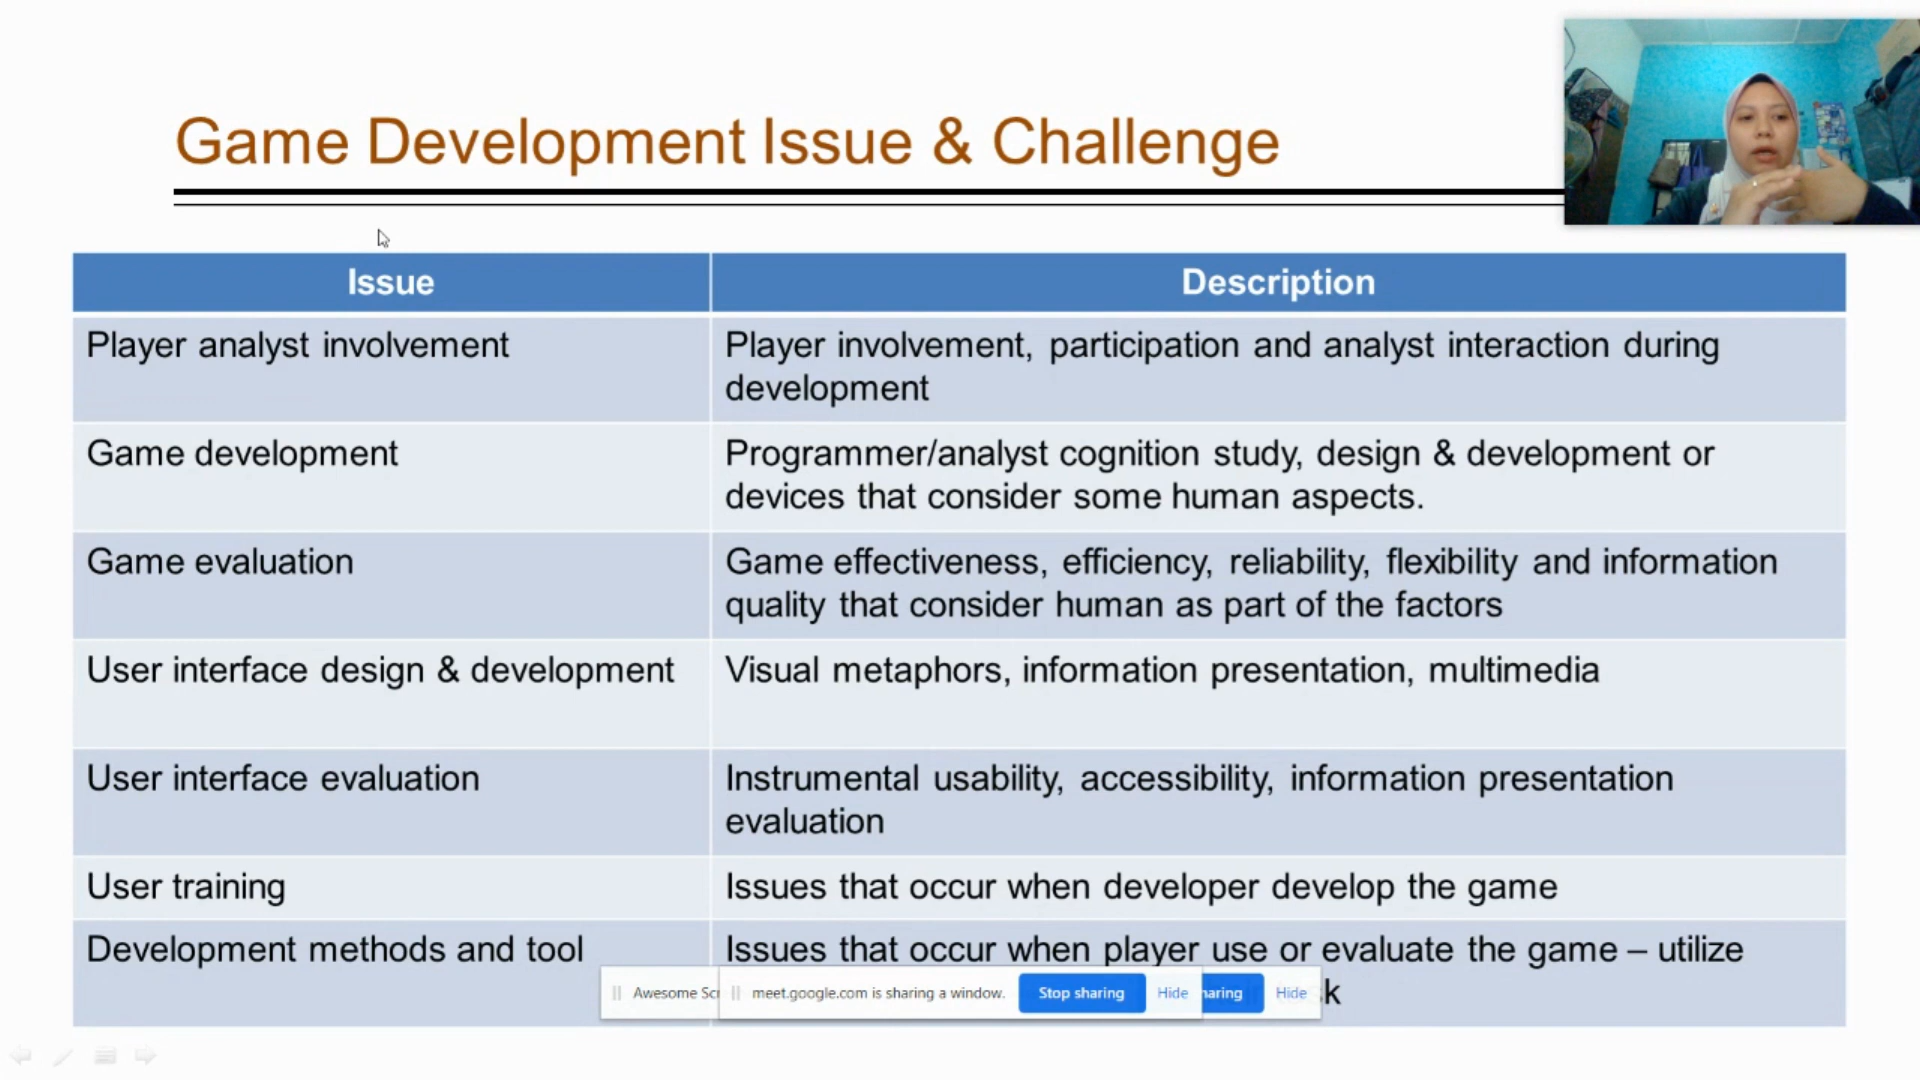 Game Development Issue & Challenge
Issue
Description
Player analyst involvement
Player involvement, participation and analyst interaction during
development
Game development
Programmer/analyst cognition study, design & development or
devices that consider some human aspects.
Game evaluation
Game effectiveness, efficiency, reliability, flexibility and information
quality that consider human as part of the factors
User interface design & development
Visual metaphors, information presentation, multimedia
User interface evaluation
Instrumental usability, accessibility, information presentation
evaluation
User training
Issues that occur when developer develop the game
Development methods and tool
Issues that occur when player use or evaluate the game – utilize
Awesome
meet.google.com is sharing a window.
Stop sharing
Hide
Hide